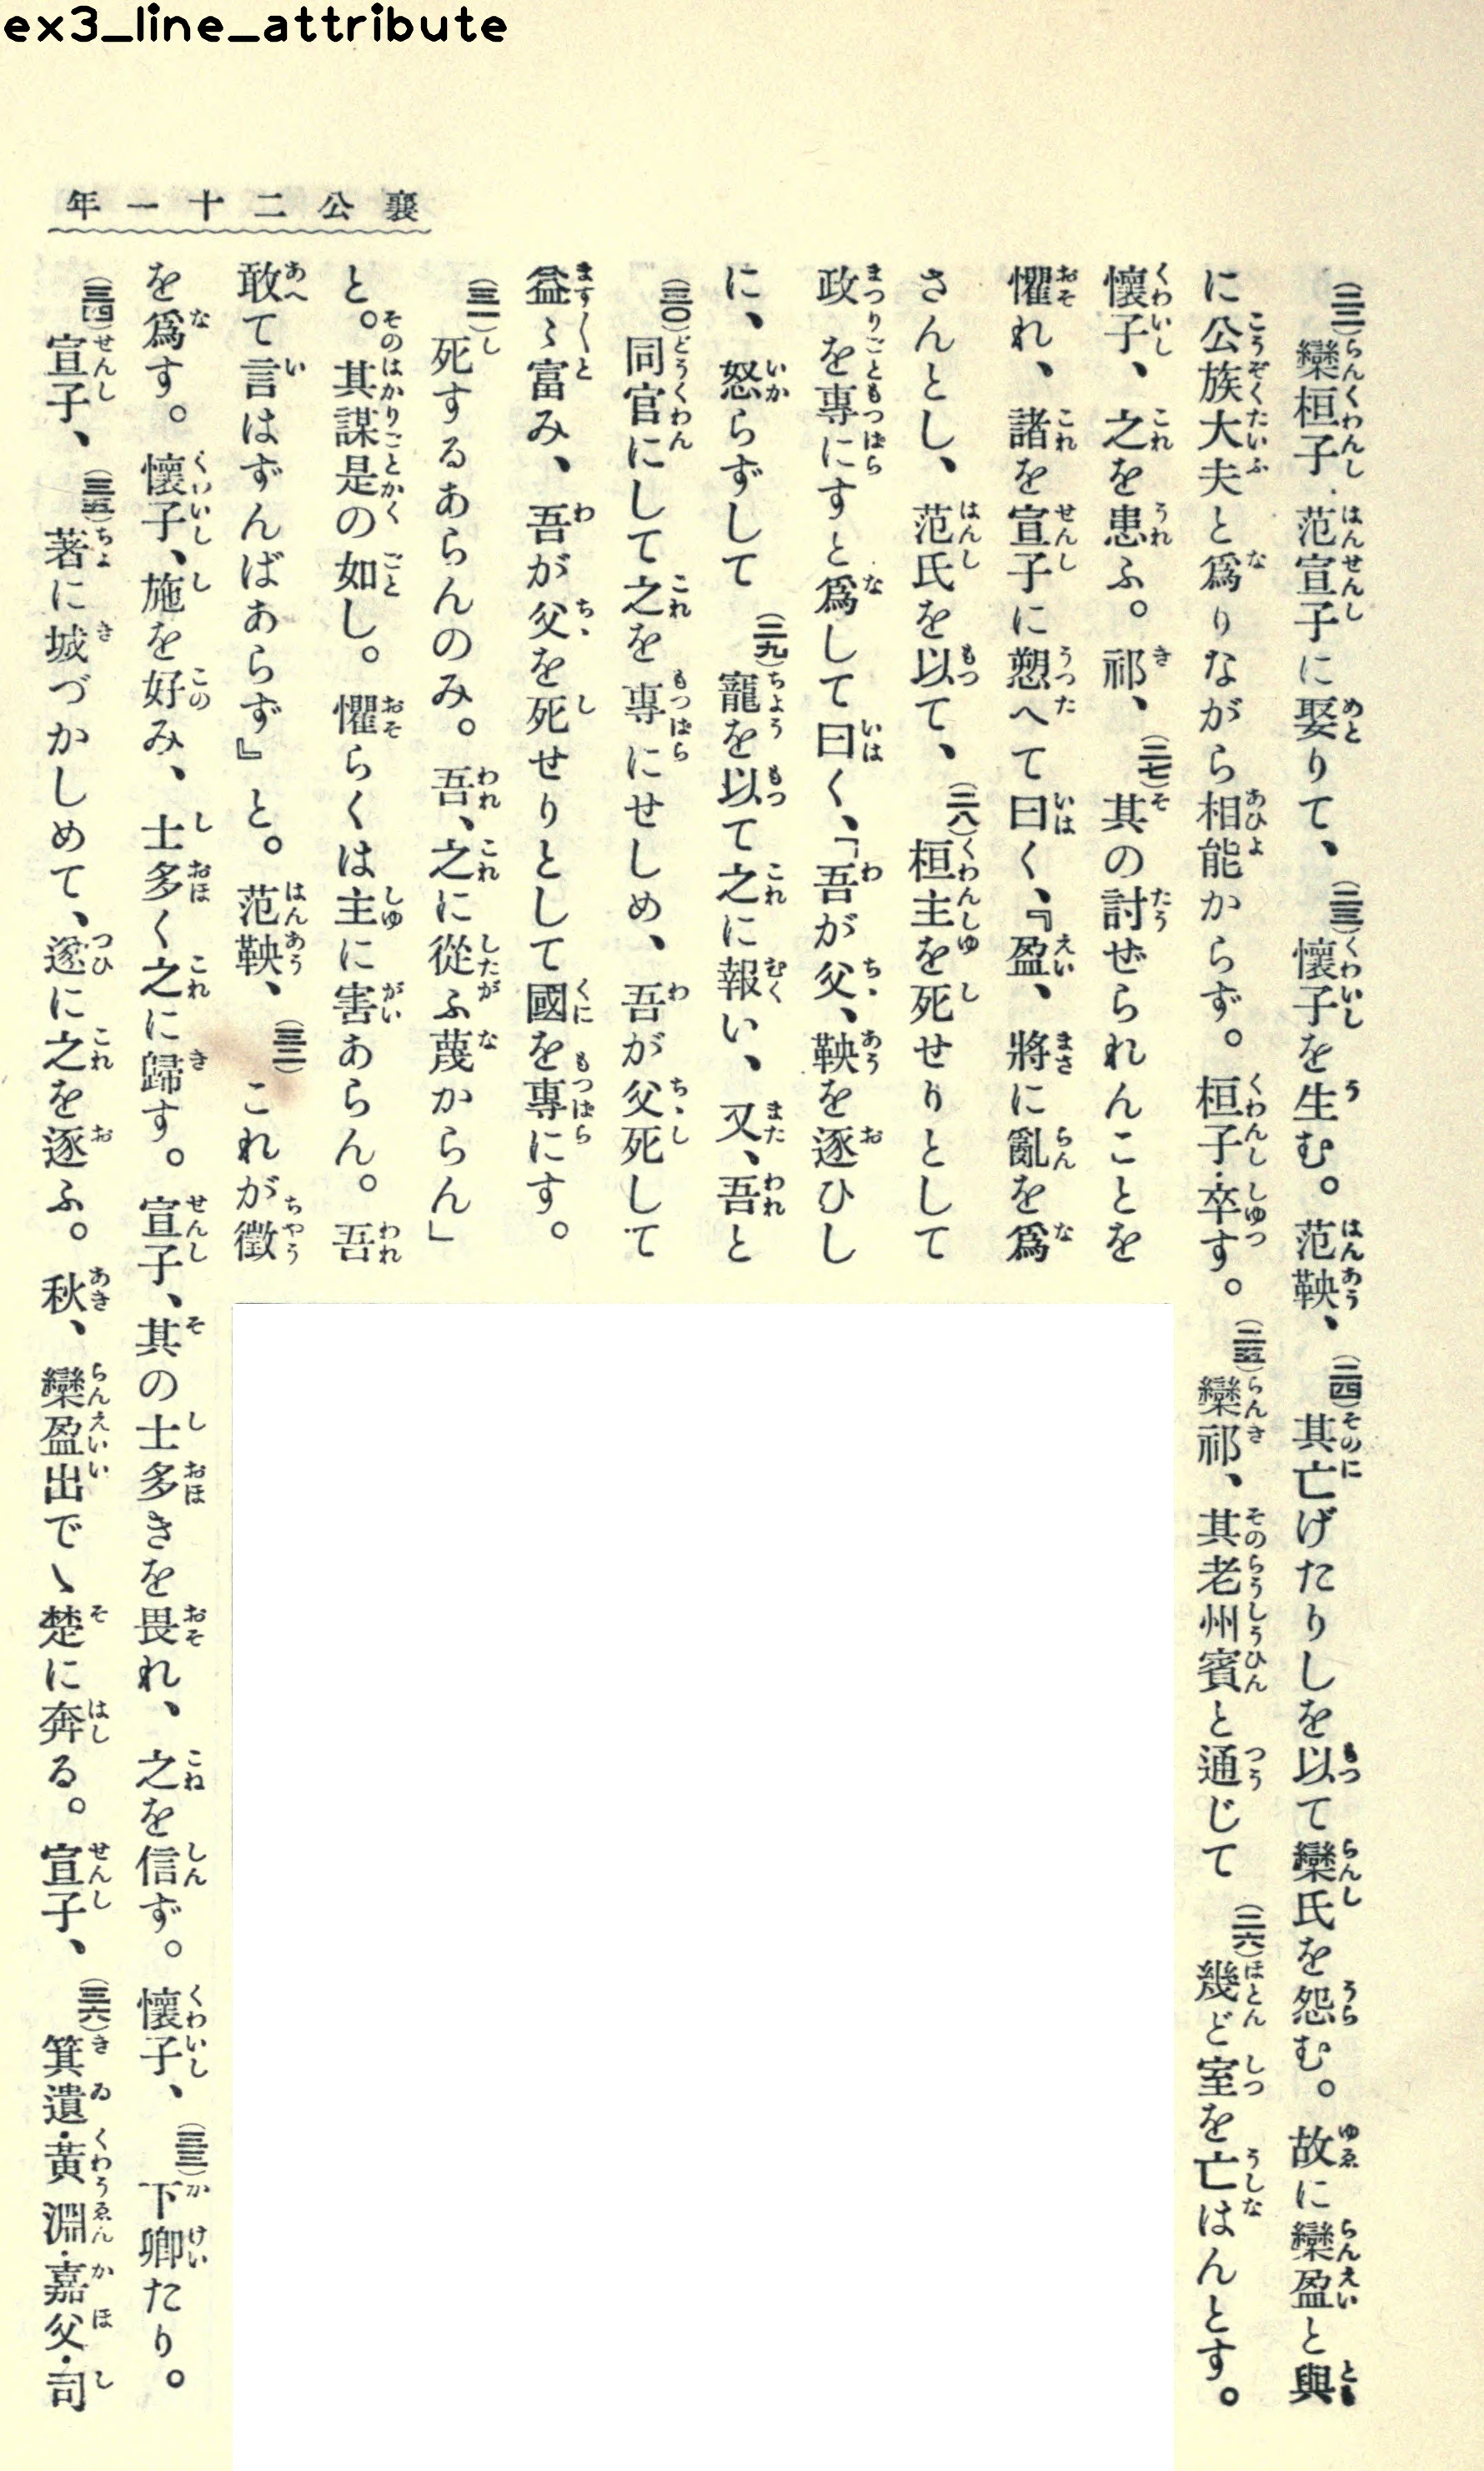 ex3_line_attribute
襄公二十一年
(二二)欒桓子・范宣子に娶りて、(二三)懷子を生む。范鞅、(二四)其亡げたりしを以て欒氏を怨む。故に欒盈と與
に公族大夫と爲りながら相能からず。桓子・卒す。(二五)欒祁、其老州賓と通じて(二六)幾ど室を亡はんとす。
懷子、之を患ふ。祁、(二七)其の討ぜられんことを
懼れ、諸を宣子に愬へて曰く、『盈、將に亂を爲
さんとし、范氏を以て、(二八)桓主を死せりとして
政を專にすと爲して曰く、「吾が父、鞅を逐ひし
に、怒らずして(二九)寵を以て之に報い、又、吾と
(三〇)同官にして之を專にせしめ、吾が父死して
益〻富み、吾が父を死せりとして國を專にす。
(三一)死するあらんのみ。吾、之に從ふ蔑からん」
と。其謀是の如し。懼らくは主に害あらん。吾
敢て言はずんばあらず』と。范鞅、(三二)これが徵
を爲す。懷子、施を好み、士多く之に歸す。宣子、其の士多きを畏れ、之を信ず。懷子、(三三)下卿たり。
(三四)宣子、(三五)著に城づかしめて、遂に之を逐ふ。秋、欒盈出でゝ楚に奔る。宣子、(三六)箕遺・黃淵・嘉父・司